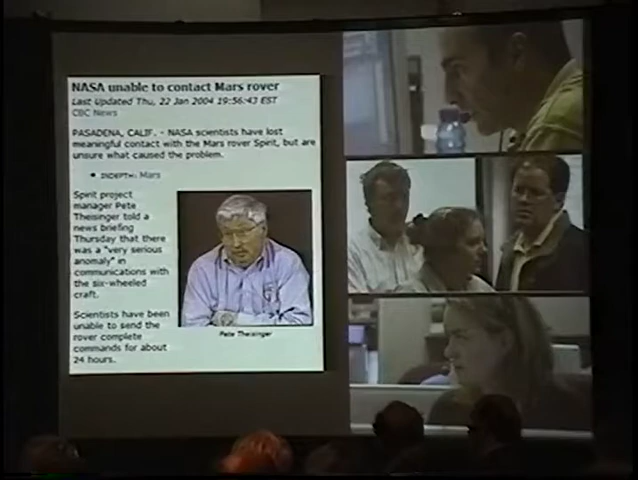 NASA unable to contact Mars rover
Last Updated Thu, 22 Jan 2004 19:56:43 EST
CBC News
PASADENA, CALIF. - NASA scientists have lost
meaningful contact with the Mars rover Spirit, but are
unsure what caused the problem.
• INDEPTH: Mars
Spirit project
manager Pete
Theisinger told a
news briefing
Thursday that there
was a "very serious
anomaly" in
communications with
the six-wheeled
craft.
Pete Theisinger
Scientists have been
unable to send the
rover complete
commands for about
24 hours.